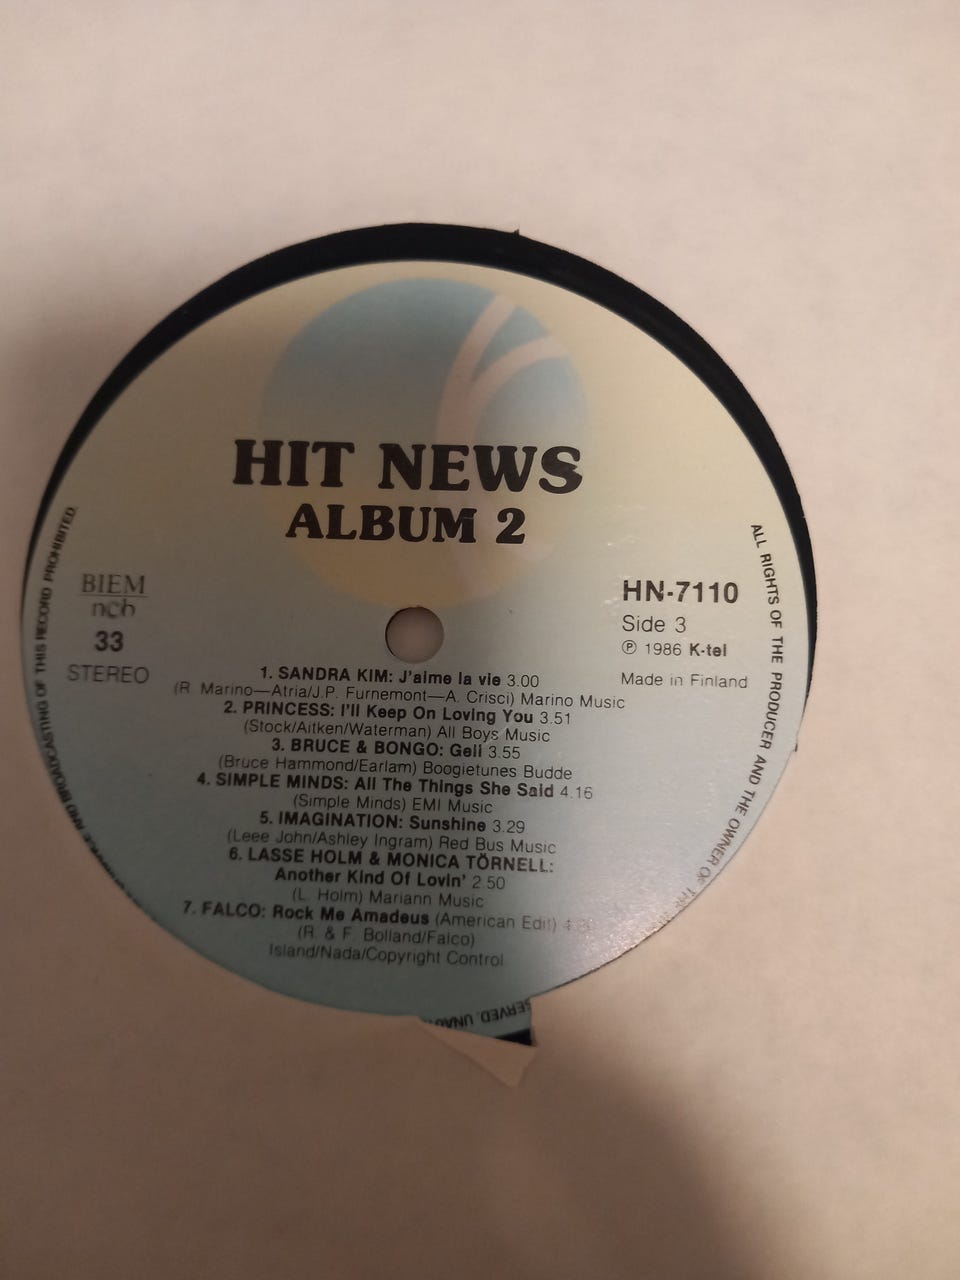 HIT NEWS
ALBUM 2
BIEM
ncb
33
STEREO
HN-7110
Side 3
Ⓟ 1986 K-tel
Made in Finland
1. SANDRA KIM: J'aime la vie 3.00
(R. Marino—Atria/J.P. Furnemont—A. Crisci) Marino Music
2. PRINCESS: I'll Keep On Loving You 3.51
(Stock/Aitken/Waterman) All Boys Music
3. BRUCE & BONGO: Geil 3.55
(Bruce Hammond/Earlam) Boogietunes Budde
4. SIMPLE MINDS: All The Things She Said 4.16
(Simple Minds) EMI Music
5. IMAGINATION: Sunshine 3.29
(Leee John/Ashley Ingram) Red Bus Music
6. LASSE HOLM & MONICA TÖRNELL:
Another Kind Of Lovin' 2.50
(L. Holm) Mariann Music
7. FALCO: Rock Me Amadeus (American Edit)
(R. & F. Bolland/Falco)
Island/Nada/Copyright Control
ALL RIGHTS OF THE PRODUCER AND THE OWNER OF
AND BROADCASTING OF THIS RECORD PROHIBITED